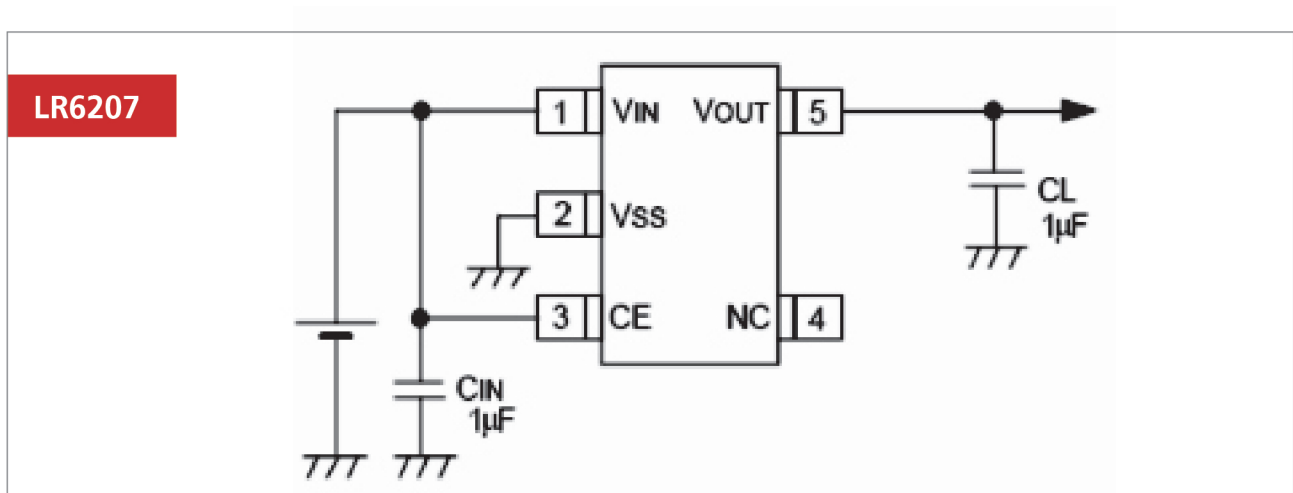 LR6207
1 VIN VOUT 5
2 VSS
CL
1μF
3 CE NC 4
CIN
1μF